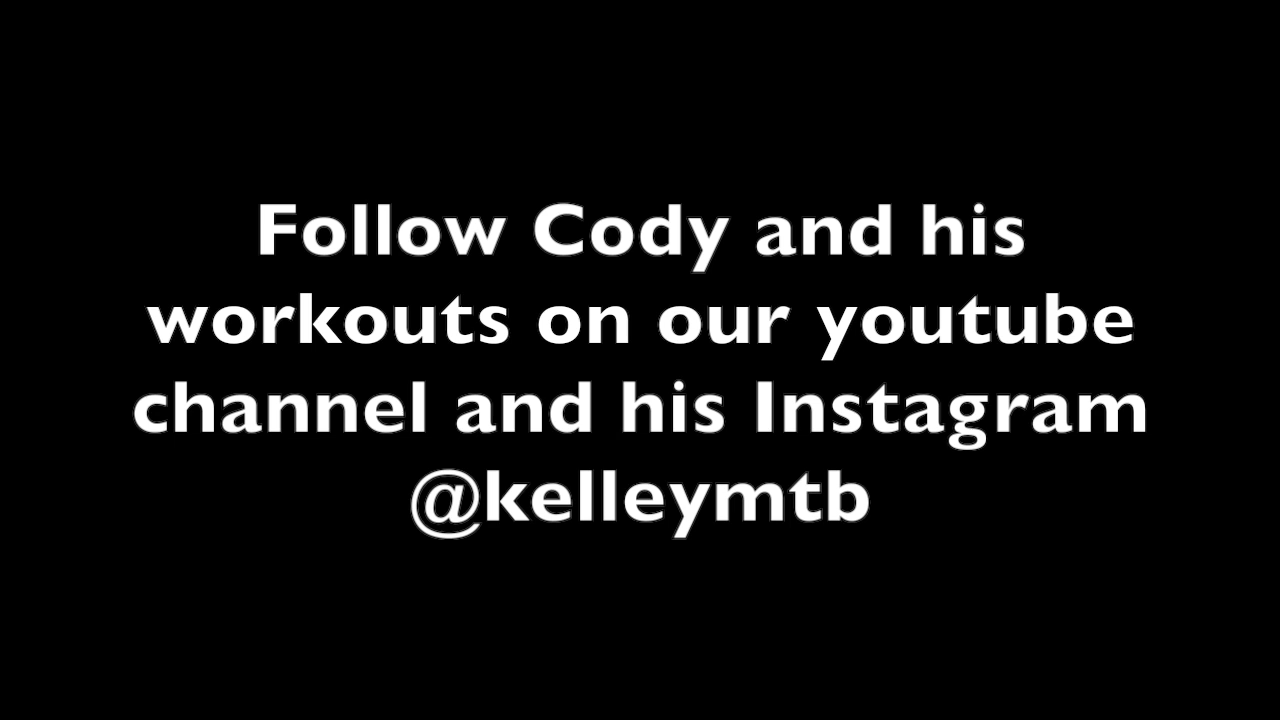 Follow Cody and his
workouts on our youtube
channel and his Instagram
@kelleymtb